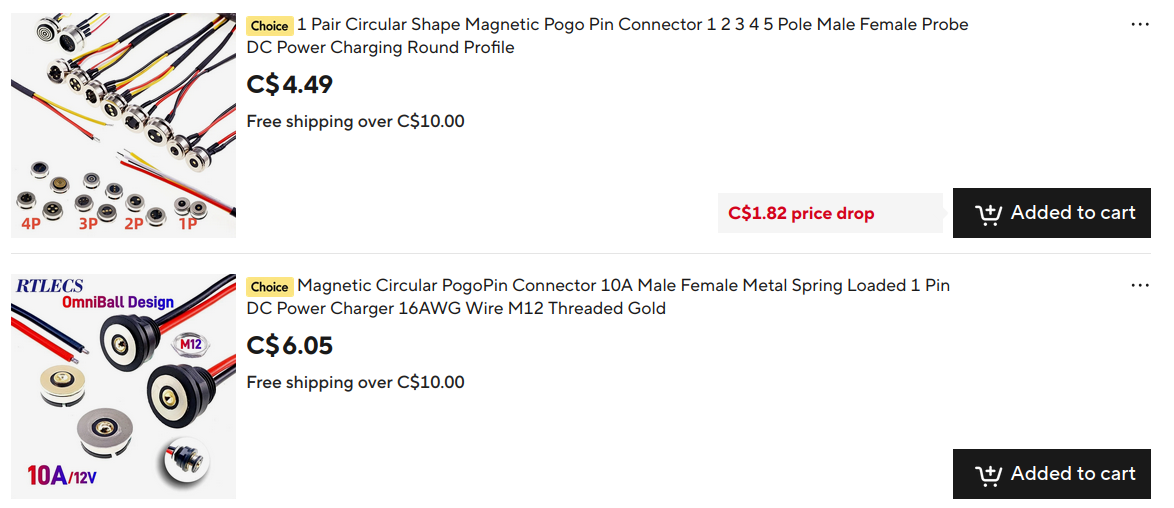 Choice 1 Pair Circular Shape Magnetic Pogo Pin Connector 1 2 3 4 5 Pole Male Female Probe
DC Power Charging Round Profile
C$4.49
Free shipping over C$10.00
4P 3P 2P 1P
C$1.82 price drop
Added to cart
RTLECS
OmniBall Design
M12
10A/12V
Choice Magnetic Circular PogoPin Connector 10A Male Female Metal Spring Loaded 1 Pin
DC Power Charger 16AWG Wire M12 Threaded Gold
C$6.05
Free shipping over C$10.00
Added to cart